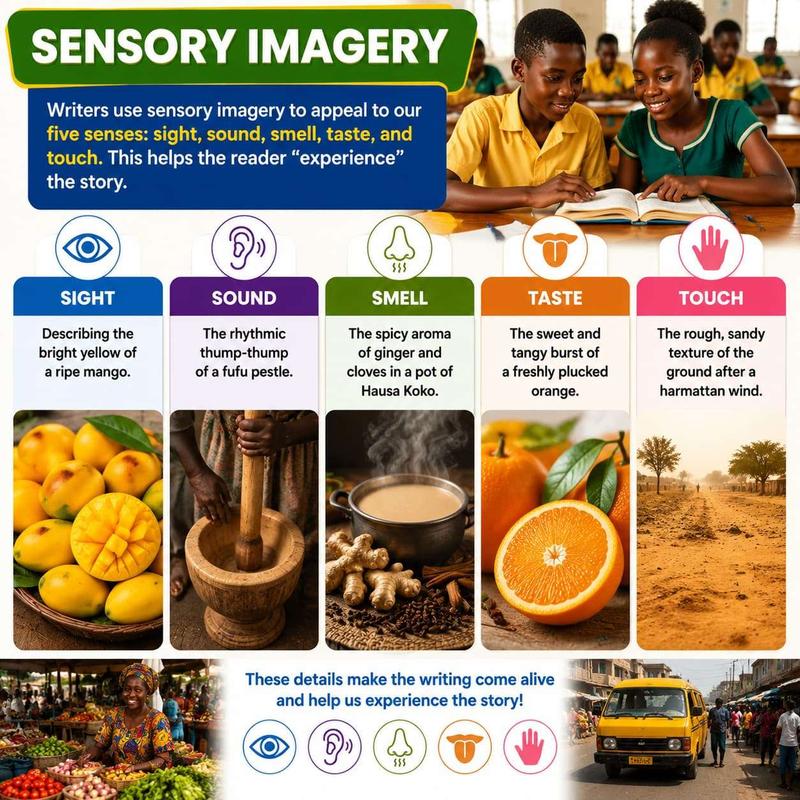 SENSORY IMAGERY
Writers use sensory imagery to appeal to our
five senses: sight, sound, smell, taste, and
touch. This helps the reader “experience”
the story.
SIGHT
Describing the
bright yellow of
a ripe mango.
SOUND
The rhythmic
thump-thump
of a fufu pestle.
SMELL
The spicy aroma
of ginger and
cloves in a pot of
Hausa Koko.
TASTE
The sweet and
tangy burst of
a freshly plucked
orange.
TOUCH
The rough, sandy
texture of the
ground after a
harmattan wind.
These details make the writing come alive
and help us experience the story!